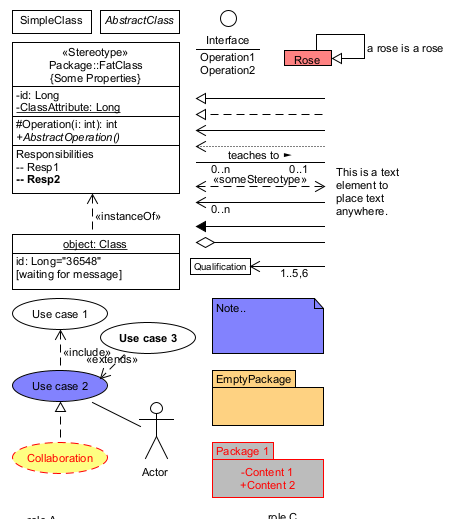 SimpleClass
AbstractClass
«Stereotype»
Package::FatClass
{Some Properties}
-id: Long
-ClassAttribute: Long
#Operation(i: int): int
+AbstractOperation()
Responsibilities
-- Resp1
-- Resp2
«instanceOf»
object: Class
id: Long="36548"
[waiting for message]
Interface
Operation1
Operation2
a rose is a rose
Rose
teaches to ►
0..n
0..1
«someStereotype»
0..n
Qualification
1..5,6
This is a text
element to
place text
anywhere.
Use case 1
Use case 3
«include»
«extends»
Use case 2
Collaboration
Actor
Note..
EmptyPackage
Package 1
-Content 1
+Content 2
role A
role C